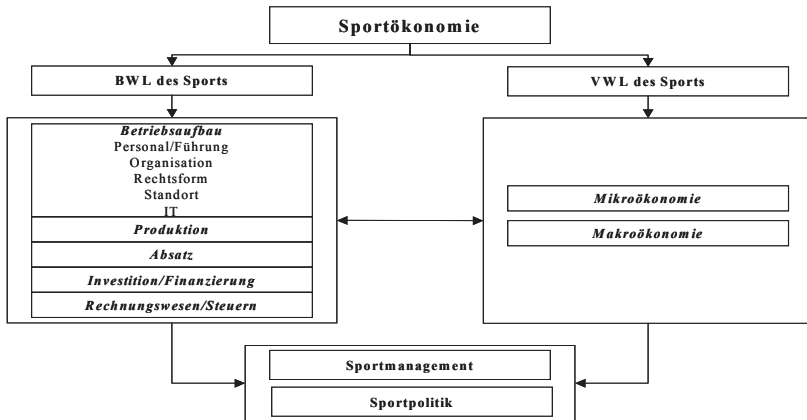 Sportökonomie
BWL des Sports
VWL des Sports
Betriebsaufbau
Personal/Führung
Organisation
Rechtsform
Standort
IT
Produktion
Absatz
Investition/Finanzierung
Rechnungswesen/Steuern
Mikroökonomie
Makroökonomie
Sportmanagement
Sportpolitik